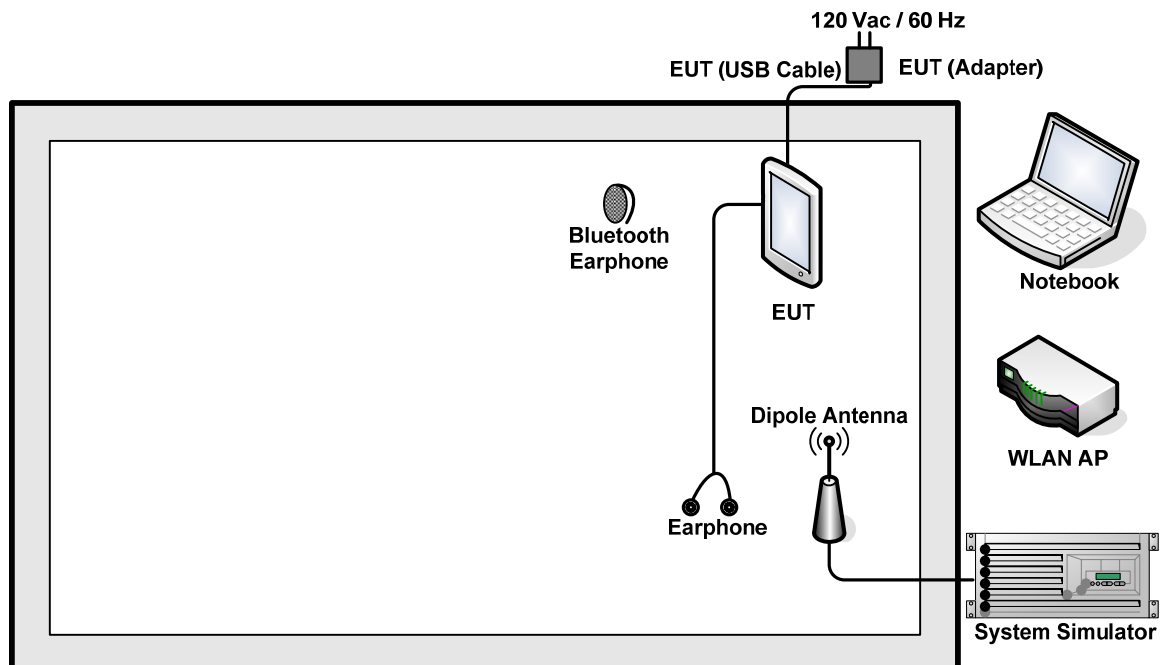 120 Vac / 60 Hz
EUT (USB Cable)
EUT (Adapter)
Bluetooth
Earphone
EUT
Notebook
Dipole Antenna
WLAN AP
Earphone
System Simulator